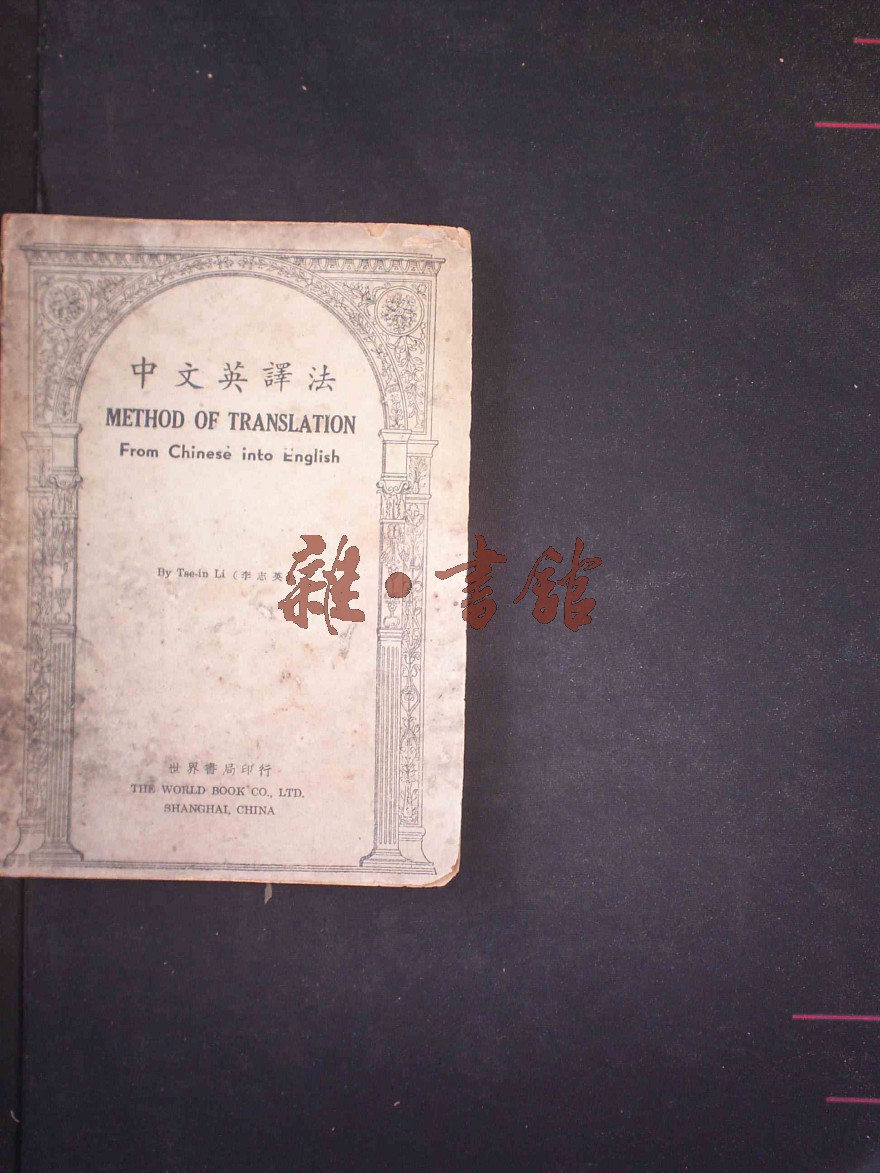 中文英譯法
METHOD OF TRANSLATION
From Chinese into English
By Tse-in Li (李志英
雜·書館
世界書局印行
THE WORLD BOOK CO., LTD.
SHANGHAI, CHINA